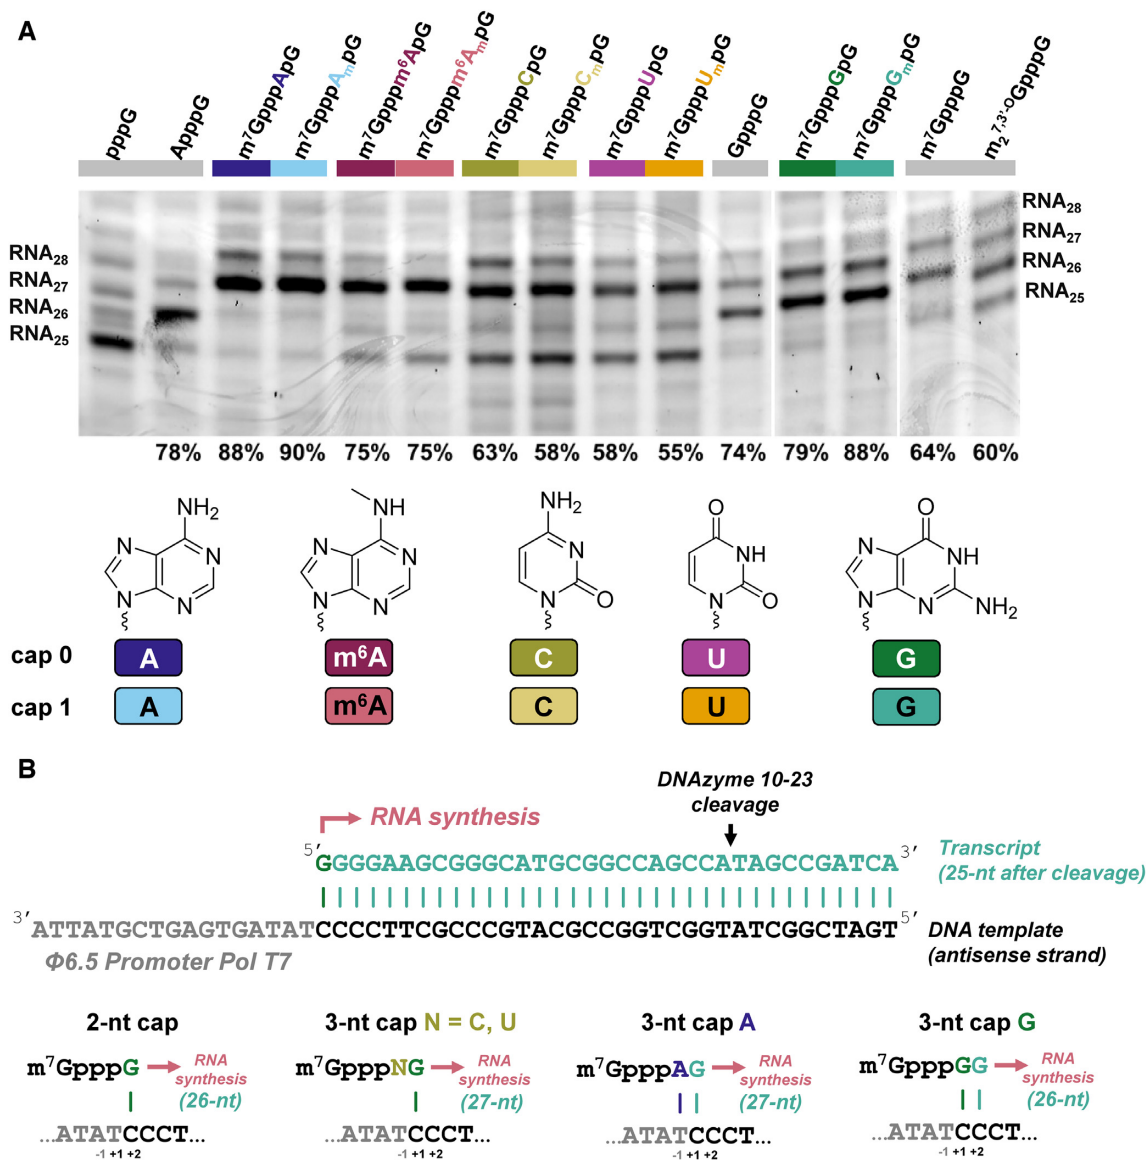 A
pppG
ApppG
m⁷GpppApG
m⁷GpppAₘpG
m⁷Gpppm⁶ApG
m⁷Gpppm⁶AₘpG
m⁷GpppCpG
m⁷GpppCₘpG
m⁷GpppUpG
m⁷GpppUₘpG
GpppG
m⁷GpppGpG
m⁷GpppGₘpG
m⁷GpppG
m₂⁷,³'⁻ᴼGpppG
RNA₂₈
RNA₂₇
RNA₂₆
RNA₂₅
RNA₂₈
RNA₂₇
RNA₂₆
RNA₂₅
78% 88% 90% 75% 75% 63% 58% 58% 55% 74% 79% 88% 64% 60%
NH₂
N
N
N
N
NH
N
N
N
N
NH₂
N
N
O
O
NH
N
O
O
N
NH
N
N
NH₂
cap 0 A m⁶A C U G
cap 1 A m⁶A C U G
B
DNAzyme 10-23
cleavage
RNA synthesis
5′ GGGGAAGCGGGCATGCGGCCAGCCATAGCCGATCA 3′
Transcript
(25-nt after cleavage)
3′ ATTATGCTGAGTGATATCCCCTTCGCCCGTACGCCGGTCGGTATCGGCTAGT 5′
DNA template
(antisense strand)
Φ6.5 Promoter Pol T7
2-nt cap
m⁷GpppG
RNA
synthesis
(26-nt)
...ATATCCCT...
-1 +1 +2
3-nt cap N = C, U
m⁷GpppNG
RNA
synthesis
(27-nt)
...ATATCCCT...
-1 +1 +2
3-nt cap A
m⁷GpppAG
RNA
synthesis
(27-nt)
...ATATCCCT...
-1 +1 +2
3-nt cap G
m⁷GpppGG
RNA
synthesis
(26-nt)
...ATATCCCT...
-1 +1 +2